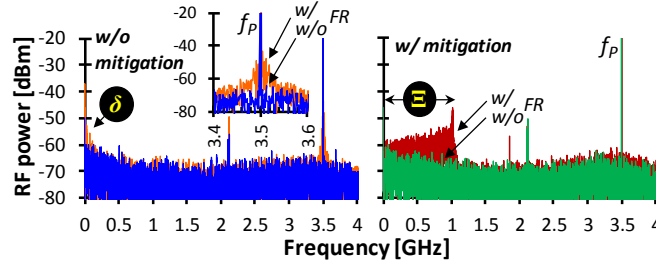 RF power [dBm]
-20
-30
-40
-50
-60
-70
-80
w/o
mitigation
δ
-20
-40
-60
-80
fP
w/
w/o FR
3.4
3.5
3.6
0
0.5
1
1.5
2
2.5
3
3.5
4
w/ mitigation
Ξ
w/
w/o FR
fP
0
0.5
1
1.5
2
2.5
3
3.5
4
Frequency [GHz]